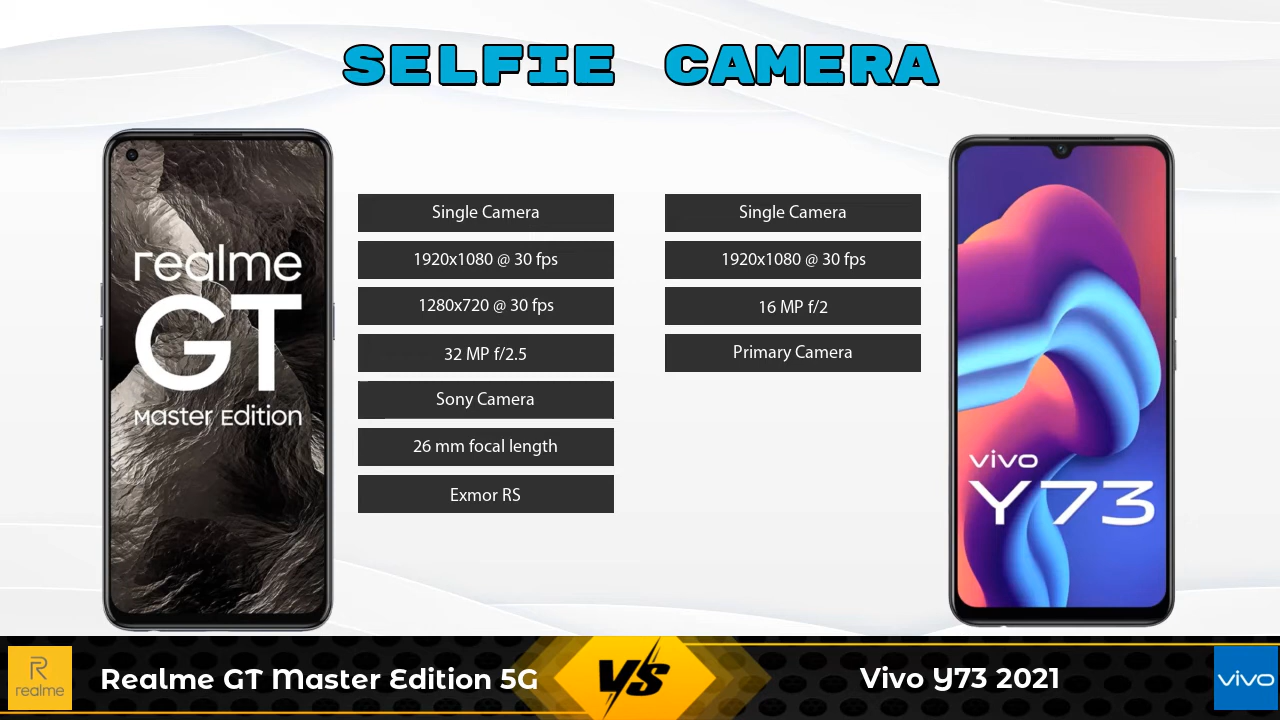 SELFIE CAMERA
realme
GT
Master Edition
Single Camera
1920x1080 @ 30 fps
1280x720 @ 30 fps
32 MP f/2.5
Sony Camera
26 mm focal length
Exmor RS
Single Camera
1920x1080 @ 30 fps
16 MP f/2
Primary Camera
vivo
Y73
R
realme
Realme GT Master Edition 5G
VS
Vivo Y73 2021
vivo